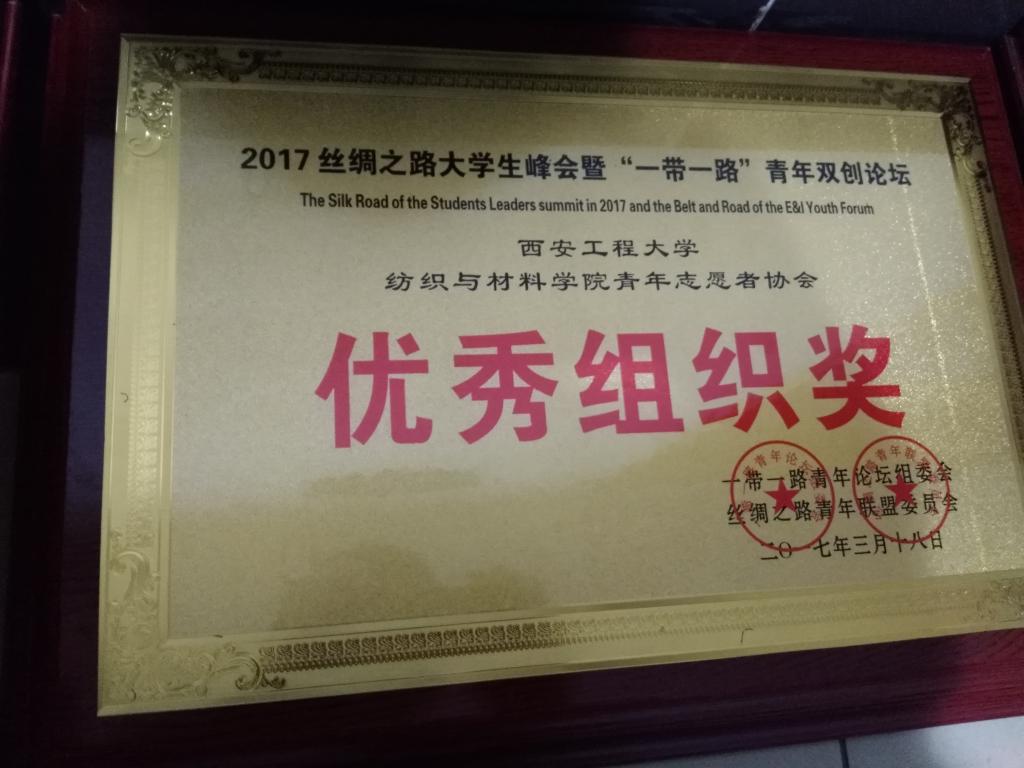 2017 丝绸之路大学生峰会暨“一带一路”青年双创论坛
The Silk Road of the Students Leaders summit in 2017 and the Belt and Road of the E&I Youth Forum
西安工程大学
纺织与材料学院青年志愿者协会
优秀组织奖
一带一路青年论坛组委会
丝绸之路青年联盟委员会
二〇一七年三月十八日